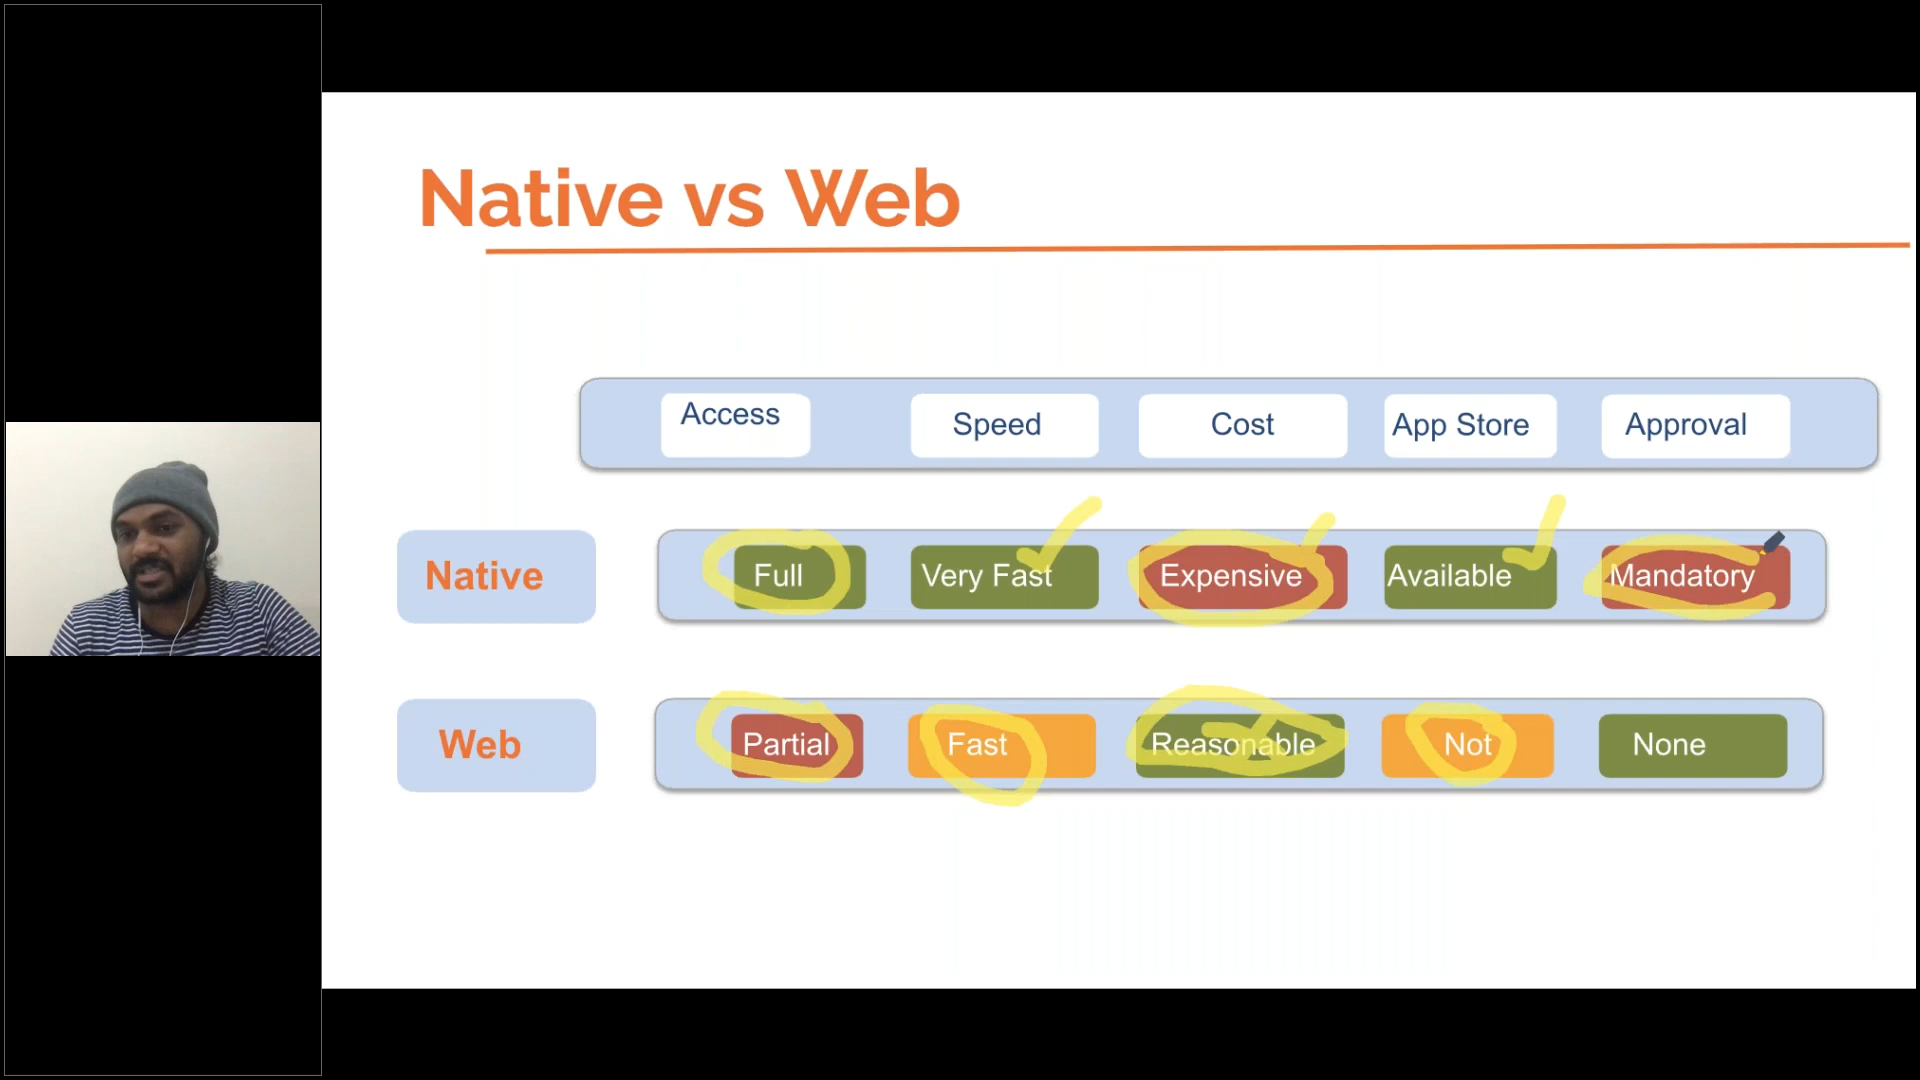 Native vs Web
Access Speed Cost App Store Approval
Native Full Very Fast Expensive Available Mandatory
Web Partial Fast Reasonable Not None